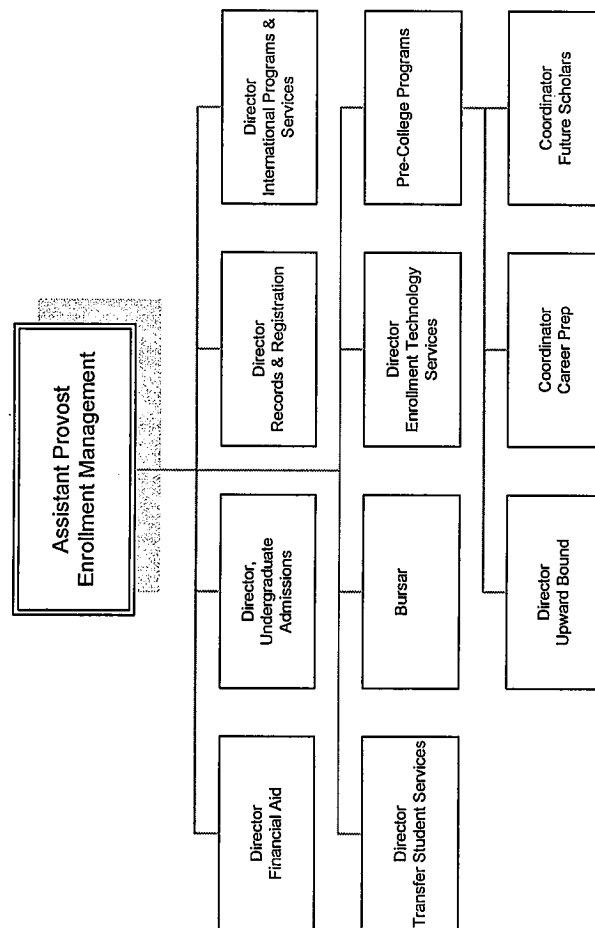 Assistant Provost
Enrollment Management
Director
Financial Aid
Director,
Undergraduate
Admissions
Director
Records & Registration
Director
International Programs &
Services
Director
Transfer Student Services
Bursar
Director
Enrollment Technology
Services
Pre-College Programs
Director
Upward Bound
Coordinator
Career Prep
Coordinator
Future Scholars